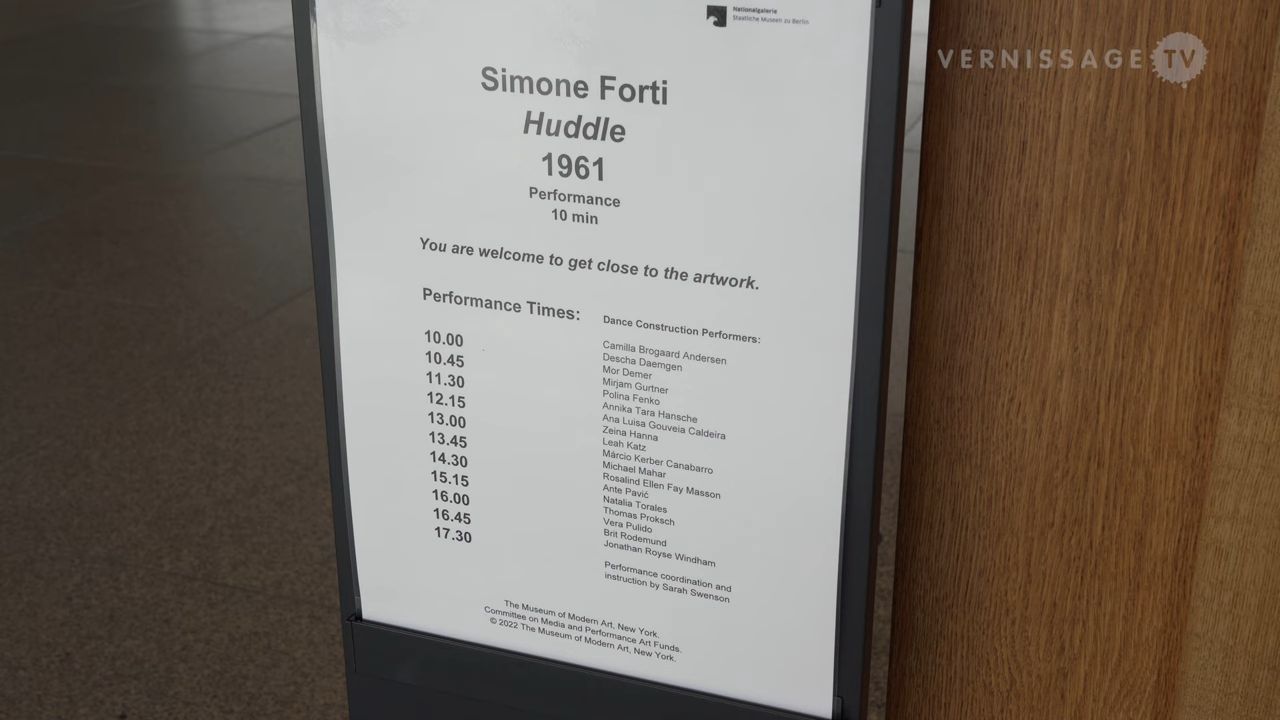 Nationalgalerie
Staatliche Museen zu Berlin
VERNISSAGE TV
Simone Forti
Huddle
1961
Performance
10 min
You are welcome to get close to the artwork.
Performance Times:
10.00
10.45
11.30
12.15
13.00
13.45
14.30
15.15
16.00
16.45
17.30
Dance Construction Performers:
Camilla Brogaard Andersen
Descha Daemgen
Mor Demer
Mirjam Gurtner
Polina Fenko
Annika Tara Hansche
Ana Luisa Gouveia Caldeira
Zeina Hanna
Leah Katz
Márcio Kerber Canabarro
Michael Mahar
Rosalind Ellen Fay Masson
Ante Pavić
Natalia Torales
Thomas Proksch
Vera Pulido
Brit Rodemund
Jonathan Royse Windham
Performance coordination and
instruction by Sarah Swenson
The Museum of Modern Art, New York.
Committee on Media and Performance Art Funds.
© 2022 The Museum of Modern Art, New York.